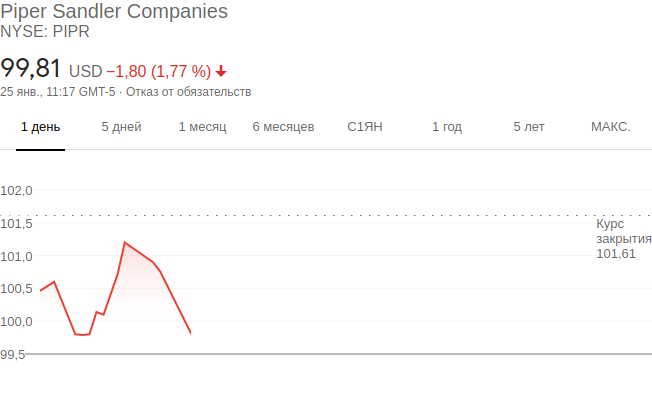 Piper Sandler Companies
NYSE: PIPR
99,81 USD −1,80 (1,77 %)
25 янв., 11:17 GMT-5 · Отказ от обязательств
1 день 5 дней 1 месяц 6 месяцев С1ЯН 1 год 5 лет МАКС.
102,0
101,5
101,0
100,5
100,0
99,5
Курс
закрытия
101,61